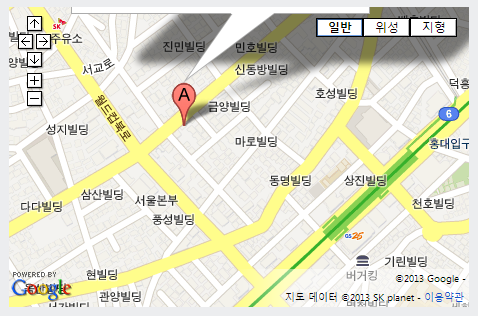 일반
위성
지형
SK
주유소
진민빌딩
민호빌딩
서교로
신동방빌딩
덕흥
월드컵북로
A
금양빌딩
호성빌딩
6
성지빌딩
마로빌딩
홍대입구
동명빌딩
상진빌딩
삼산빌딩
서울본부
천호빌딩
다다빌딩
풍성빌딩
GS25
기린빌딩
버거킹
현빌딩
POWERED BY
Google
©2013 Google -
관양빌딩
지도 데이터 ©2013 SK planet - 이용약관